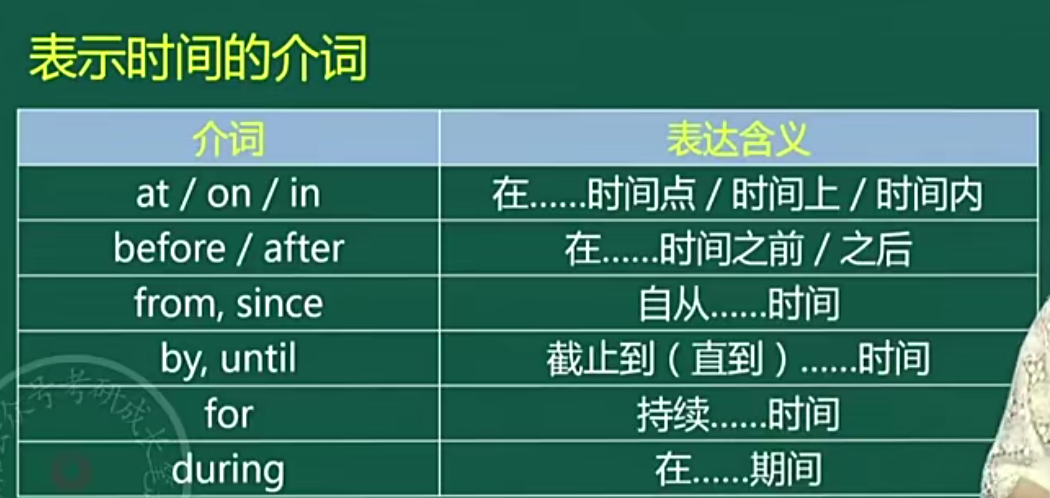 表示时间的介词
介词 表达含义
at / on / in 在......时间点 / 时间上 / 时间内
before / after 在......时间之前 / 之后
from, since 自从......时间
by, until 截止到（直到）......时间
for 持续......时间
during 在......期间
众号考研成长笔